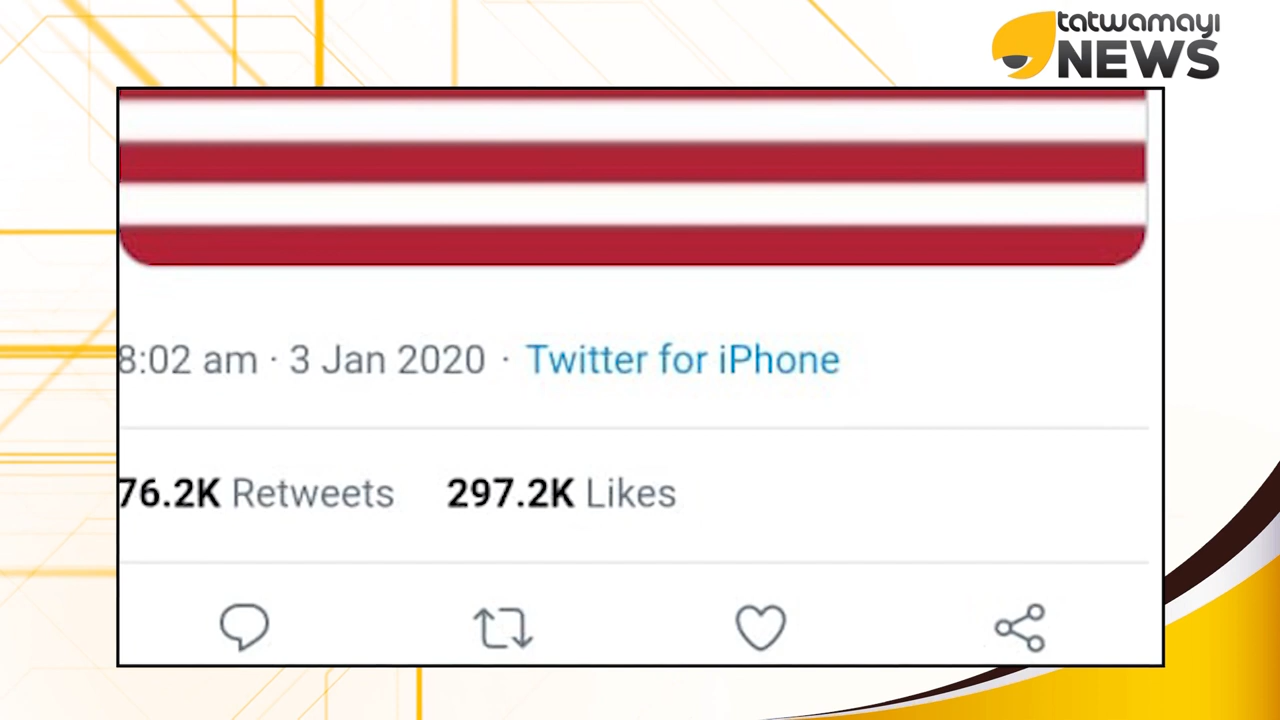 tatwamayi
NEWS
8:02 am · 3 Jan 2020 · Twitter for iPhone
76.2K Retweets 297.2K Likes